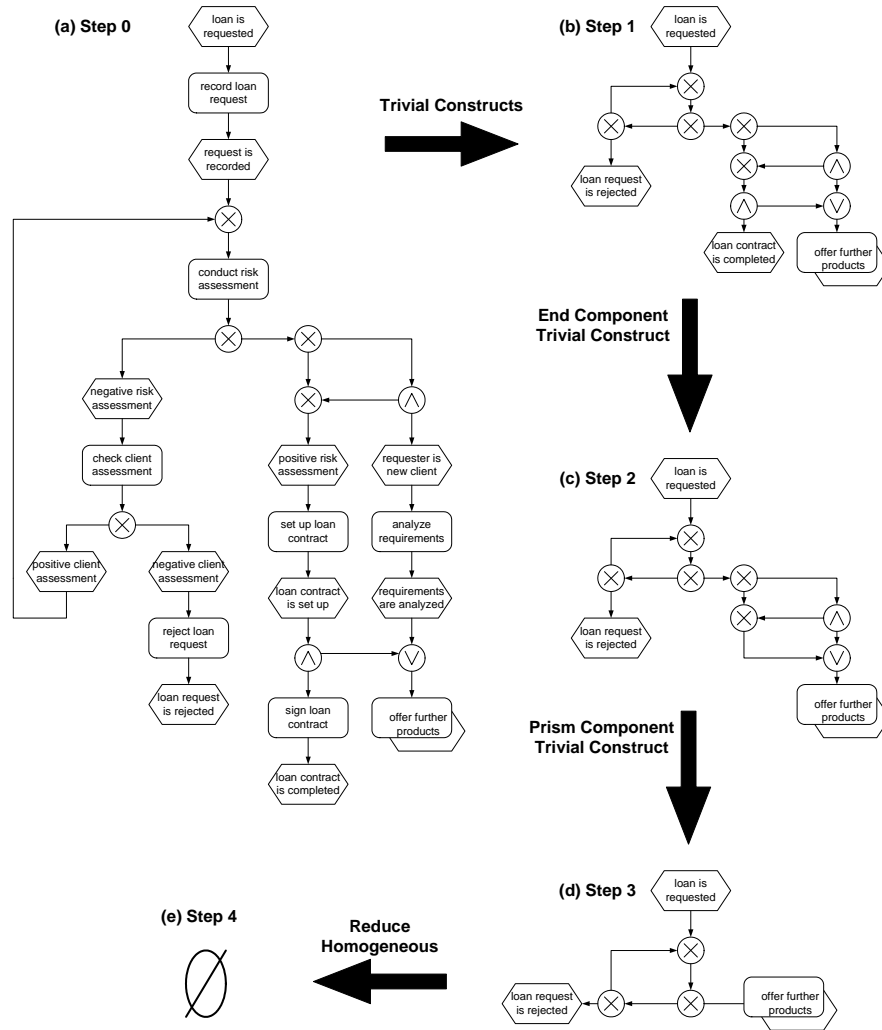 (a) Step 0
loan is
requested
record loan
request
request is
recorded
conduct risk
assessment
negative risk
assessment
check client
assessment
positive client
assessment
negative client
assessment
reject loan
request
loan request
is rejected
positive risk
assessment
requester is
new client
set up loan
contract
analyze
requirements
loan contract
is set up
requirements
are analyzed
sign loan
contract
offer further
products
loan contract
is completed
Trivial Constructs
(b) Step 1
loan is
requested
loan request
is rejected
loan contract
is completed
offer further
products
End Component
Trivial Construct
(c) Step 2
loan is
requested
loan request
is rejected
offer further
products
Prism Component
Trivial Construct
(d) Step 3
loan is
requested
loan request
is rejected
offer further
products
Reduce
Homogeneous
(e) Step 4